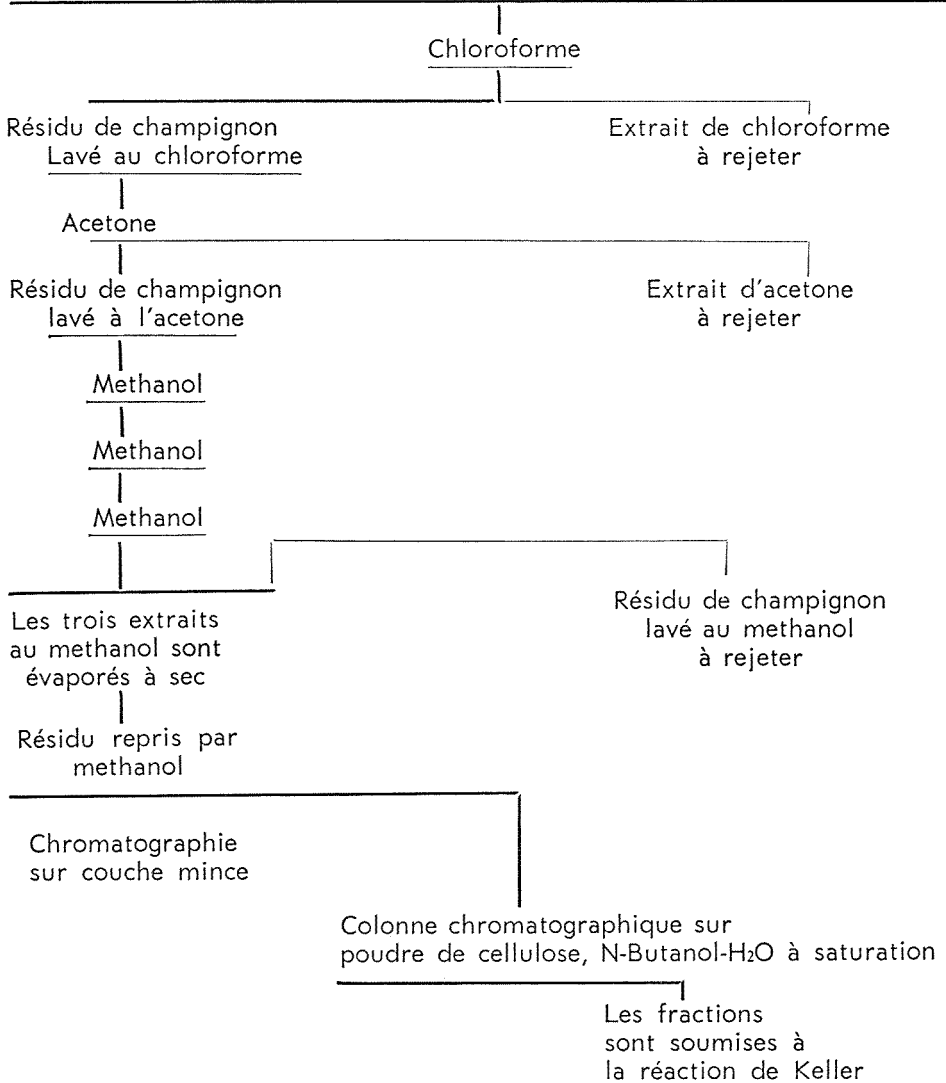 Chloroforme
Résidu de champignon
Lavé au chloroforme
Extrait de chloroforme
à rejeter
Acetone
Résidu de champignon
lavé à l'acetone
Extrait d'acetone
à rejeter
Methanol
Methanol
Methanol
Les trois extraits
au methanol sont
évaporés à sec
Résidu de champignon
lavé au methanol
à rejeter
Résidu repris par
methanol
Chromatographie
sur couche mince
Colonne chromatographique sur
poudre de cellulose, N-Butanol-H2O à saturation
Les fractions
sont soumises à
la réaction de Keller